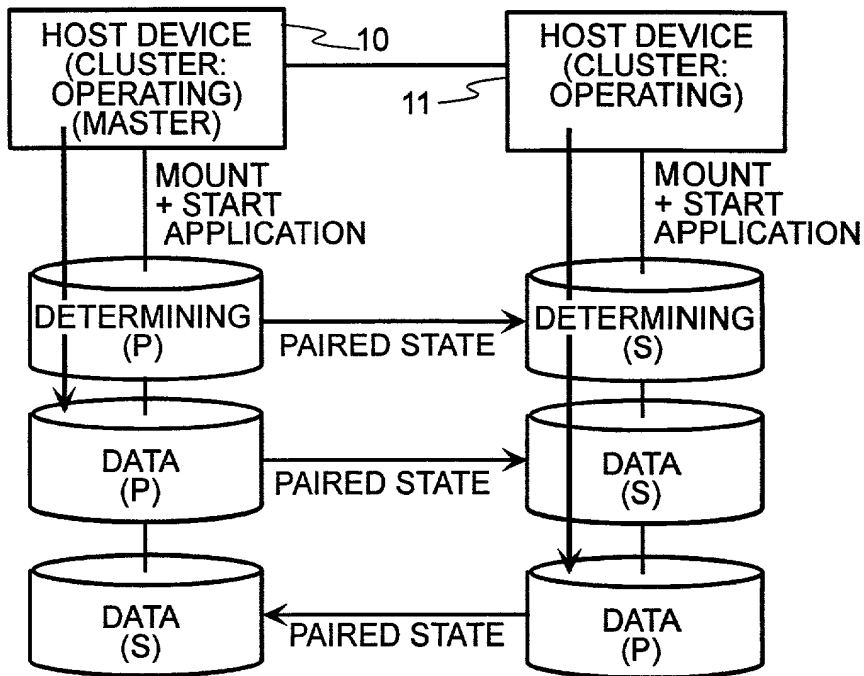 HOST DEVICE
(CLUSTER:
OPERATING)
(MASTER)
10
HOST DEVICE
(CLUSTER:
OPERATING)
11
MOUNT
+ START
APPLICATION
MOUNT
+ START
APPLICATION
DETERMINING
(P)
PAIRED STATE
DETERMINING
(S)
DATA
(P)
PAIRED STATE
DATA
(S)
DATA
(S)
PAIRED STATE
DATA
(P)